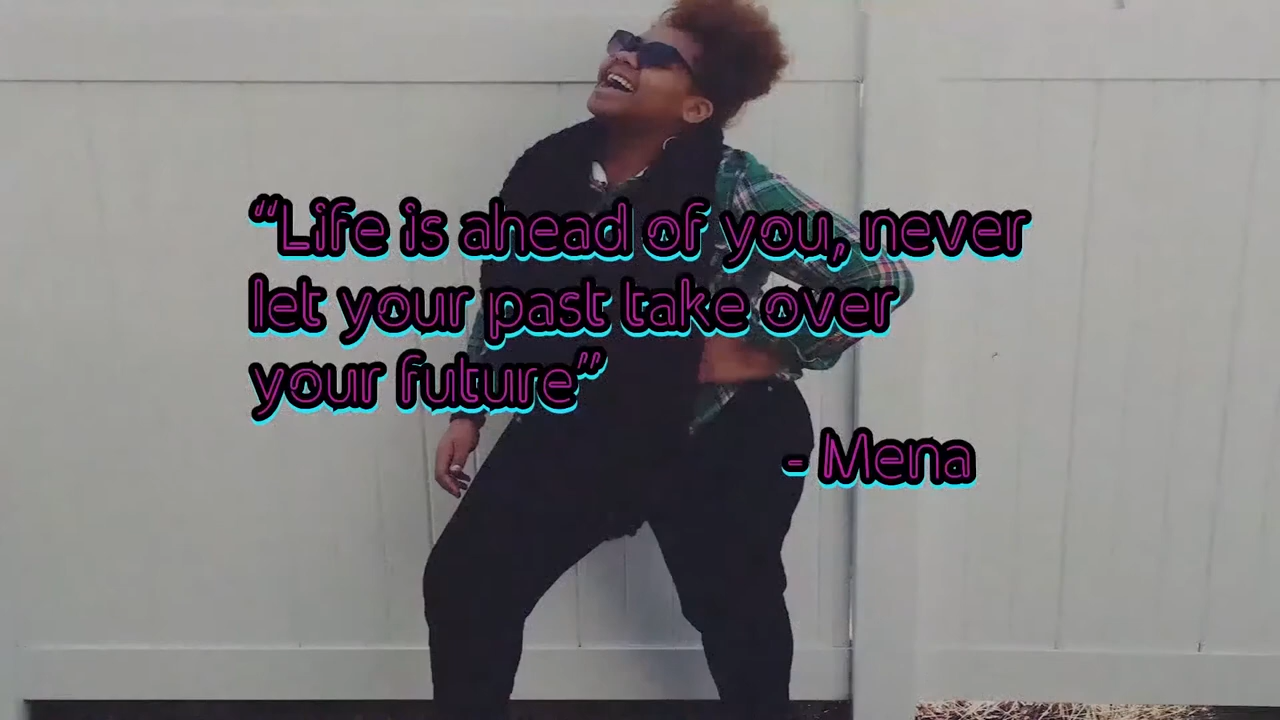 “Life is ahead of you, never
let your past take over
your future”
- Mena